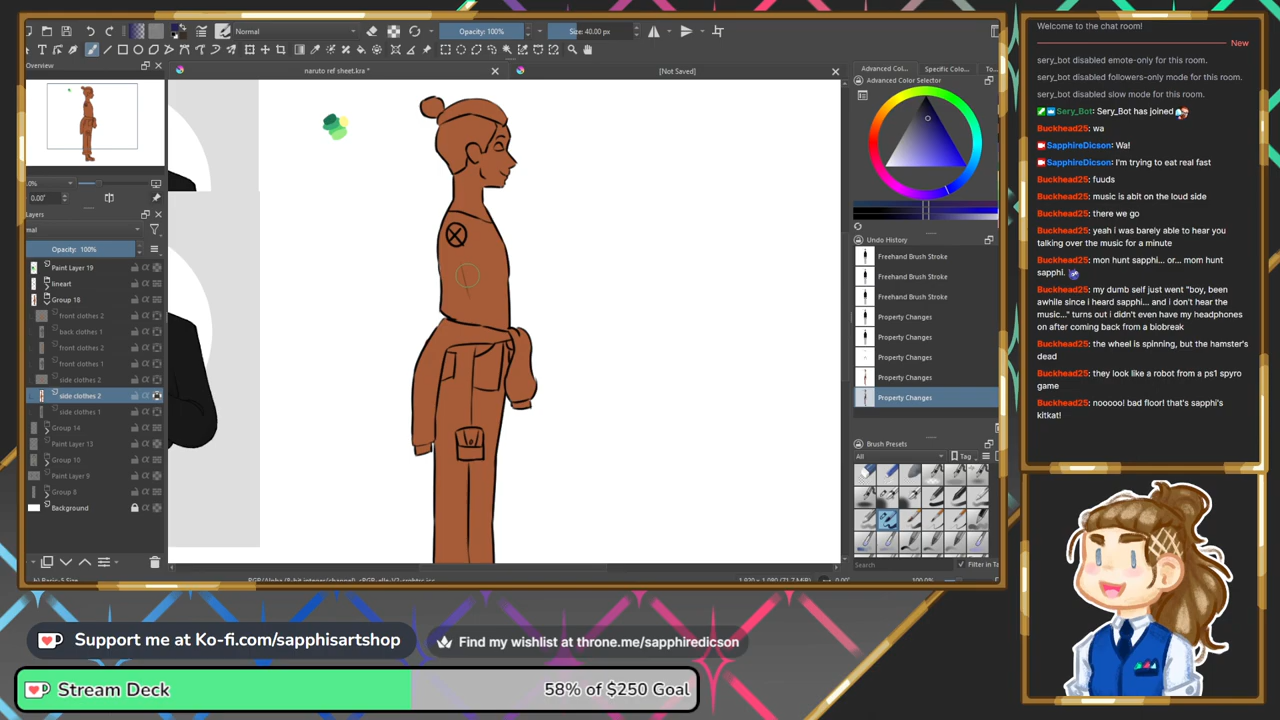 Normal
Opacity: 100%
Size: 40.00 px
Overview
naruto ref sheet.kra *
[Not Saved]
Advanced Col...
Specific Colo...
To...
Advanced Color Selector
0.00°
Layers
Opacity: 100%
Paint Layer 19
lineart
Group 18
front clothes 2
back clothes 1
front clothes 2
front clothes 1
side clothes 2
side clothes 2
side clothes 1
Group 14
Paint Layer 13
Group 10
Paint Layer 9
Group 8
Background
Undo History
Freehand Brush Stroke
Freehand Brush Stroke
Freehand Brush Stroke
Property Changes
Property Changes
Property Changes
Property Changes
Property Changes
Brush Presets
All
Tag
Search
Filter in Ta
Welcome to the chat room!
New
sery_bot disabled emote-only for this room.
sery_bot disabled followers-only mode for this room.
sery_bot disabled slow mode for this room.
Sery_Bot: Sery_Bot has joined
Buckhead25: wa
SapphireDicson: Wa!
SapphireDicson: I'm trying to eat real fast
Buckhead25: fuuds
Buckhead25: music is abit on the loud side
Buckhead25: there we go
Buckhead25: yeah i was barely able to hear you
talking over the music for a minute
Buckhead25: mon hunt sapphi... or... mom hunt
sapphi.
Buckhead25: my dumb self just went "boy, been
awhile since i heard sapphi... and i don't hear the
music..." turns out i didn't even have my headphones
on after coming back from a biobreak
Buckhead25: the wheel is spinning, but the hamster's
dead
Buckhead25: they look like a robot from a ps1 spyro
game
Buckhead25: nooooo! bad floor! that's sapphi's
kitkat!
Support me at Ko-fi.com/sapphisartshop
Find my wishlist at throne.me/sapphiredicson
Stream Deck
58% of $250 Goal